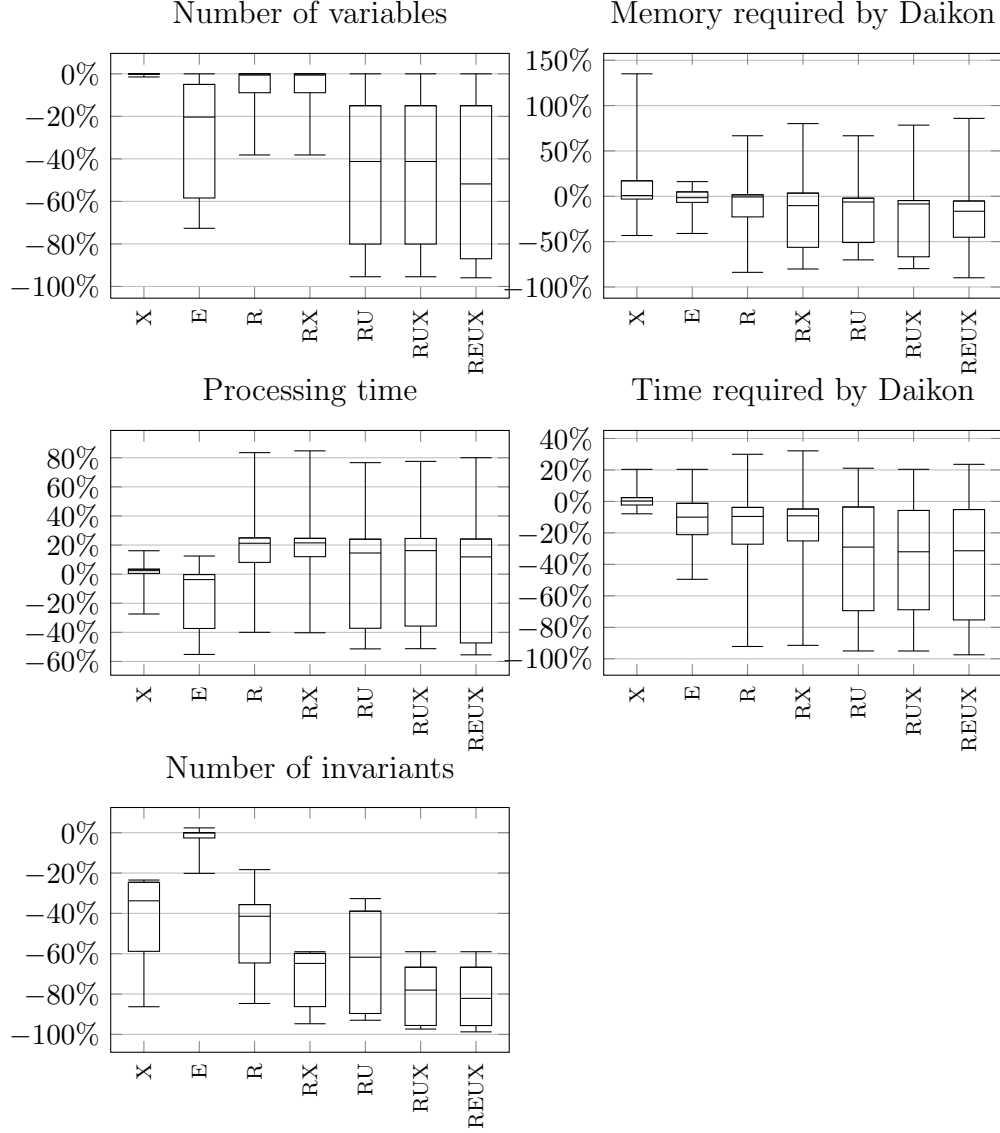 Number of variables
0%
−20%
−40%
−60%
−80%
−100%
X
E
R
RX
RU
RUX
REUX
Memory required by Daikon
150%
100%
50%
0%
−50%
−100%
X
E
R
RX
RU
RUX
REUX
Processing time
80%
60%
40%
20%
0%
−20%
−40%
−60%
X
E
R
RX
RU
RUX
REUX
Time required by Daikon
40%
20%
0%
−20%
−40%
−60%
−80%
−100%
X
E
R
RX
RU
RUX
REUX
Number of invariants
0%
−20%
−40%
−60%
−80%
−100%
X
E
R
RX
RU
RUX
REUX